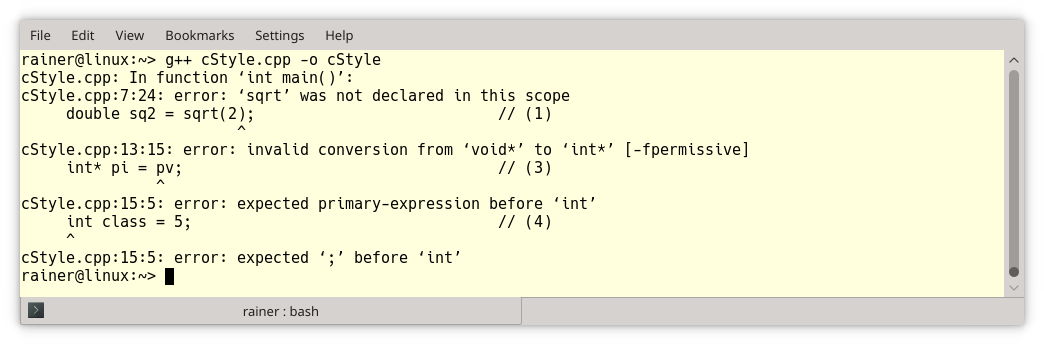 File Edit View Bookmarks Settings Help
rainer@linux:~> g++ cStyle.cpp -o cStyle
cStyle.cpp: In function ‘int main()’:
cStyle.cpp:7:24: error: ‘sqrt’ was not declared in this scope
     double sq2 = sqrt(2);                           // (1)
                        ^
cStyle.cpp:13:15: error: invalid conversion from ‘void*’ to ‘int*’ [-fpermissive]
     int* pi = pv;                                   // (3)
               ^
cStyle.cpp:15:5: error: expected primary-expression before ‘int’
     int class = 5;                                  // (4)
     ^
cStyle.cpp:15:5: error: expected ‘;’ before ‘int’
rainer@linux:~>
rainer : bash